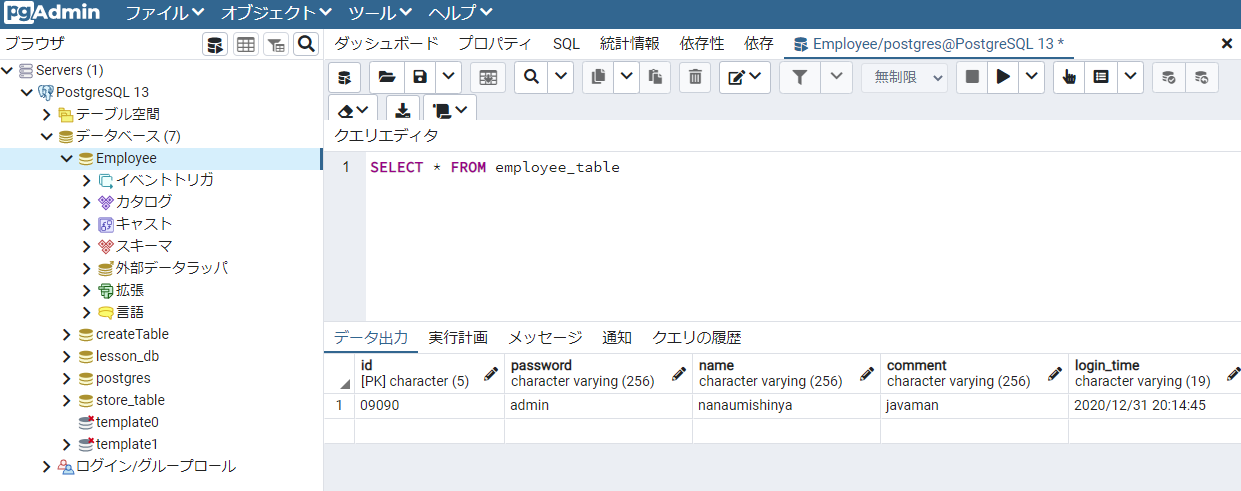 pgAdmin ファイル オブジェクト ツール ヘルプ
ブラウザ
ダッシュボード プロパティ SQL 統計情報 依存性 依存 Employee/postgres@PostgreSQL 13 *
無制限
Servers (1)
PostgreSQL 13
テーブル空間
データベース (7)
Employee
イベントトリガ
カタログ
キャスト
スキーマ
外部データラッパ
拡張
言語
createTable
lesson_db
postgres
store_table
template0
template1
ログイン/グループロール
クエリエディタ
1 SELECT * FROM employee_table
データ出力 実行計画 メッセージ 通知 クエリの履歴
id password name comment login_time
[PK] character (5) character varying (256) character varying (256) character varying (256) character varying (19)
1 09090 admin nanaumishinya javaman 2020/12/31 20:14:45